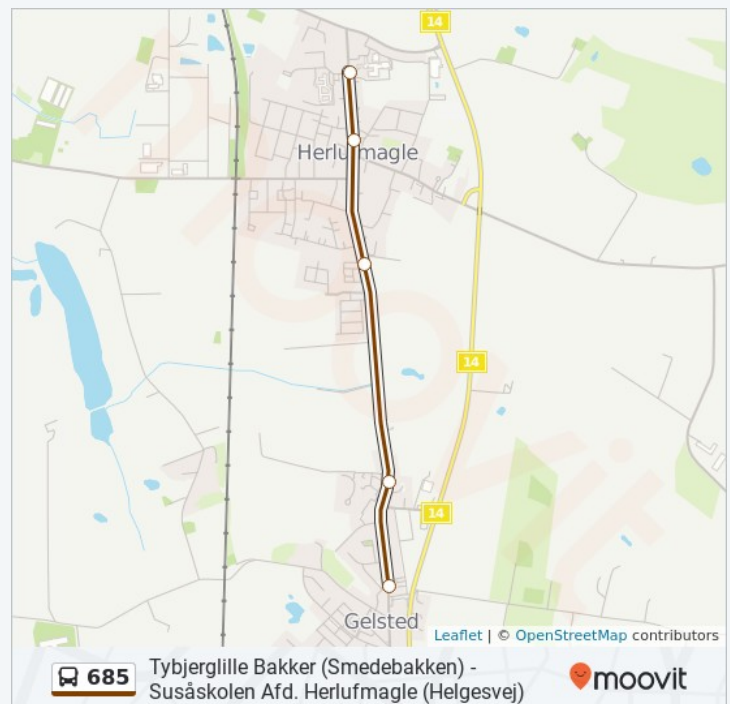 14
Herlufmagle
14
14
Gelsted
Leaflet | © OpenStreetMap contributors
685
Tybjerglille Bakker (Smedebakken) -
Susåskolen Afd. Herlufmagle (Helgesvej)
moovit